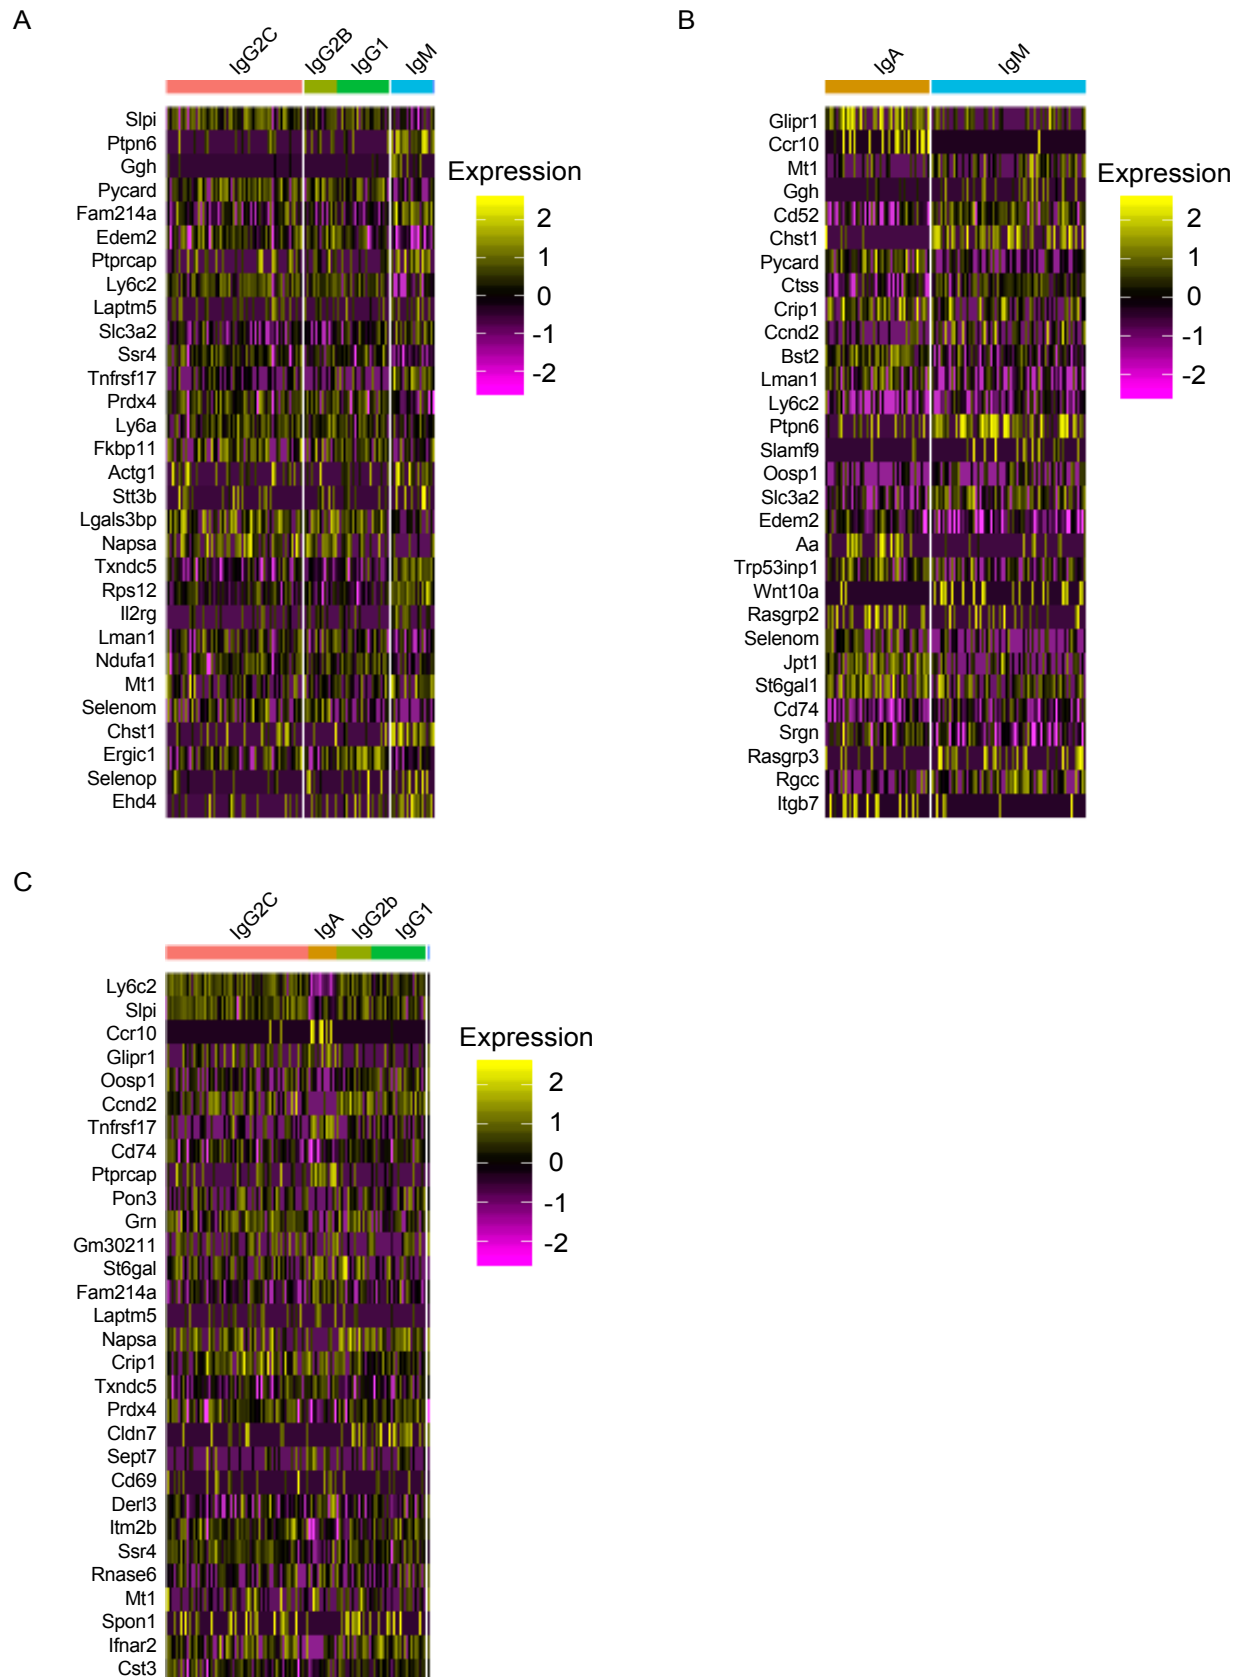 A
IgG2C
IgG2B
IgG1
IgM
Slpi
Ptpn6
Ggh
Pycard
Fam214a
Edem2
Ptprcap
Ly6c2
Laptm5
Slc3a2
Ssr4
Tnfrsf17
Prdx4
Ly6a
Fkbp11
Actg1
Stt3b
Lgals3bp
Napsa
Txndc5
Rps12
Il2rg
Lman1
Ndufa1
Mt1
Selenom
Chst1
Ergic1
Selenop
Ehd4
Expression
2
1
0
-1
-2
B
IgA
IgM
Glipr1
Ccr10
Mt1
Ggh
Cd52
Chst1
Pycard
Ctss
Crip1
Ccnd2
Bst2
Lman1
Ly6c2
Ptpn6
Slamf9
Oosp1
Slc3a2
Edem2
Aa
Trp53inp1
Wnt10a
Rasgrp2
Selenom
Jpt1
St6gal1
Cd74
Srgn
Rasgrp3
Rgcc
Itgb7
Expression
2
1
0
-1
-2
C
IgG2C
IgA
IgG2b
IgG1
Ly6c2
Slpi
Ccr10
Glipr1
Oosp1
Ccnd2
Tnfrsf17
Cd74
Ptprcap
Pon3
Grn
Gm30211
St6gal
Fam214a
Laptm5
Napsa
Crip1
Txndc5
Prdx4
Cldn7
Sept7
Cd69
Derl3
Itm2b
Ssr4
Rnase6
Mt1
Spon1
Ifnar2
Cst3
Expression
2
1
0
-1
-2